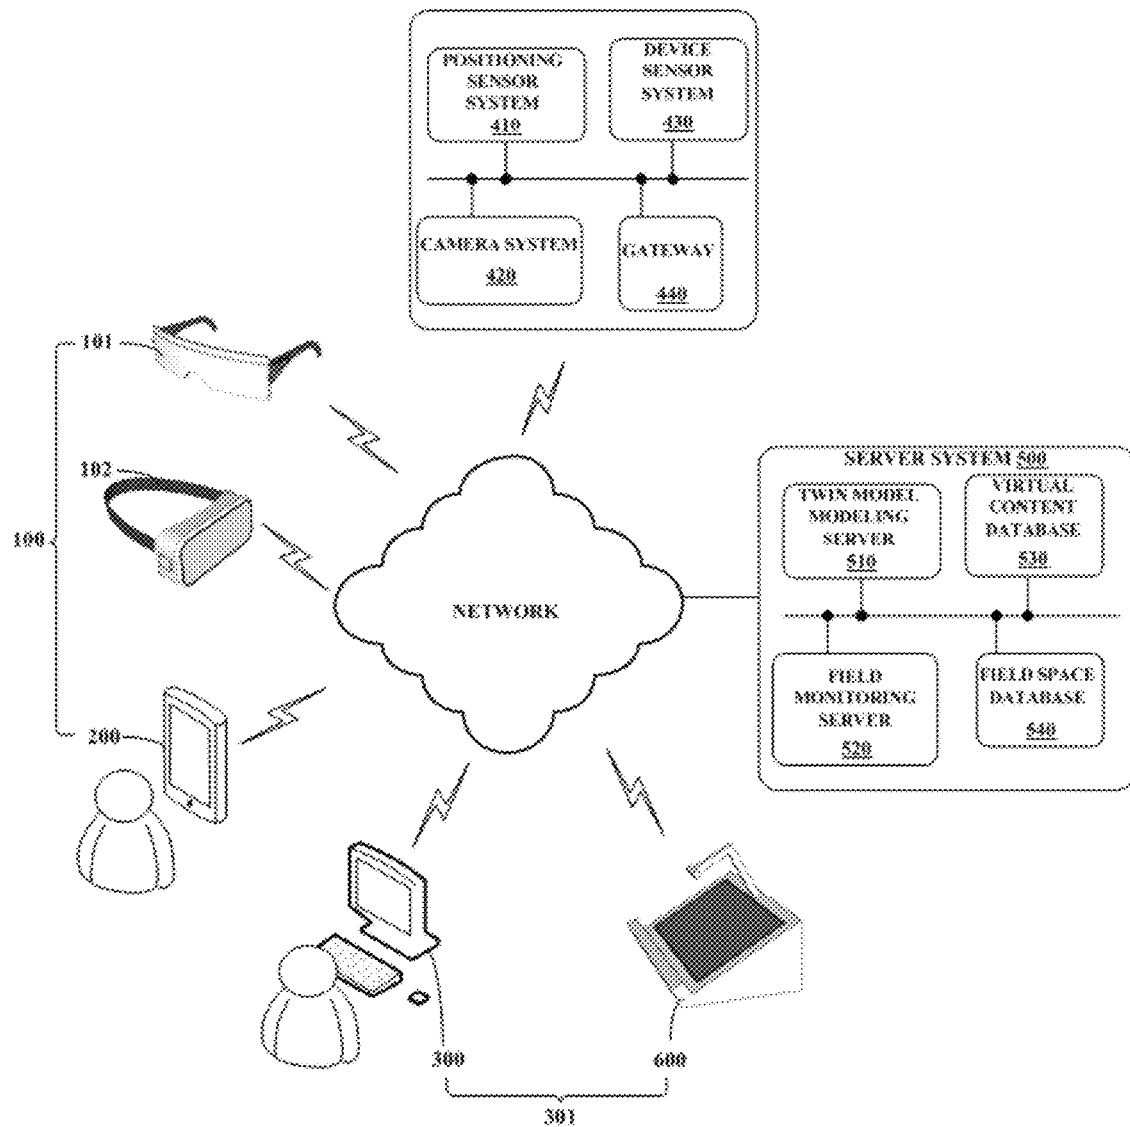 POSITIONING
SENSOR
SYSTEM
410
DEVICE
SENSOR
SYSTEM
430
CAMERA SYSTEM
420
GATEWAY
440
101
102
100
200
NETWORK
SERVER SYSTEM 500
TWIN MODEL
MODELING
SERVER
510
VIRTUAL
CONTENT
DATABASE
530
FIELD
MONITORING
SERVER
520
FIELD SPACE
DATABASE
540
300
600
301